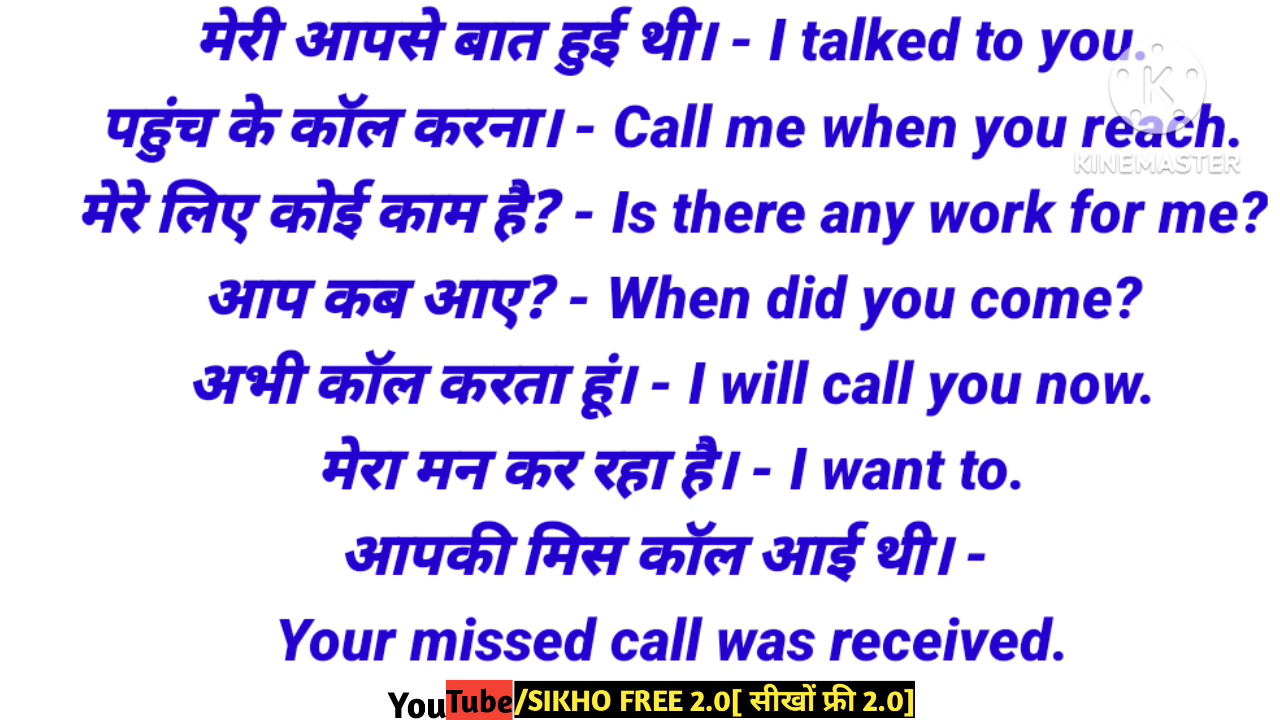 मेरी आपसे बात हुई थी। - I talked to you.
पहुंच के कॉल करना। - Call me when you reach.
K
KINEMASTER
मेरे लिए कोई काम है? - Is there any work for me?
आप कब आए? - When did you come?
अभी कॉल करता हूं। - I will call you now.
मेरा मन कर रहा है। - I want to.
आपकी मिस कॉल आई थी। -
Your missed call was received.
YouTube/SIKHO FREE 2.0[ सीखों फ्री 2.0]